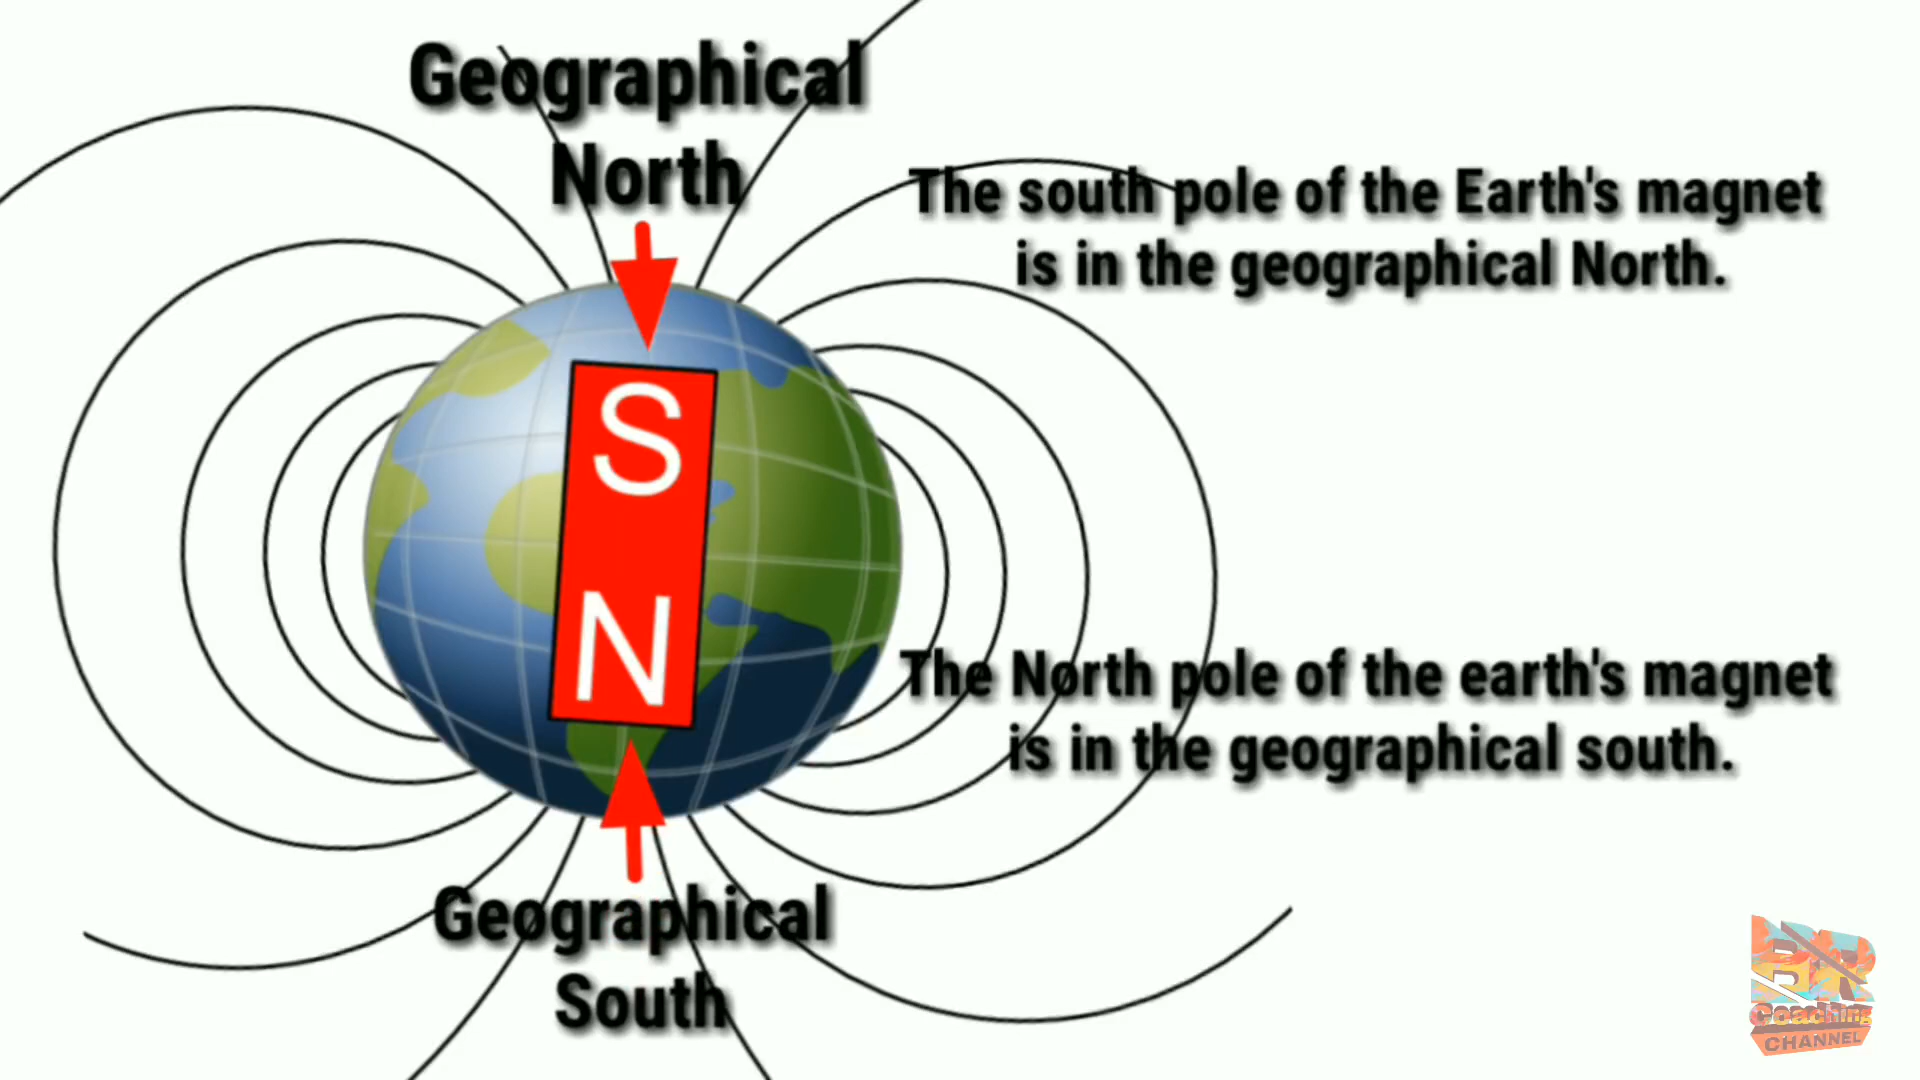 Geographical
North
The south pole of the Earth's magnet
is in the geographical North.
S
N
The North pole of the earth's magnet
is in the geographical south.
Geographical
South
BR
Coaching
CHANNEL